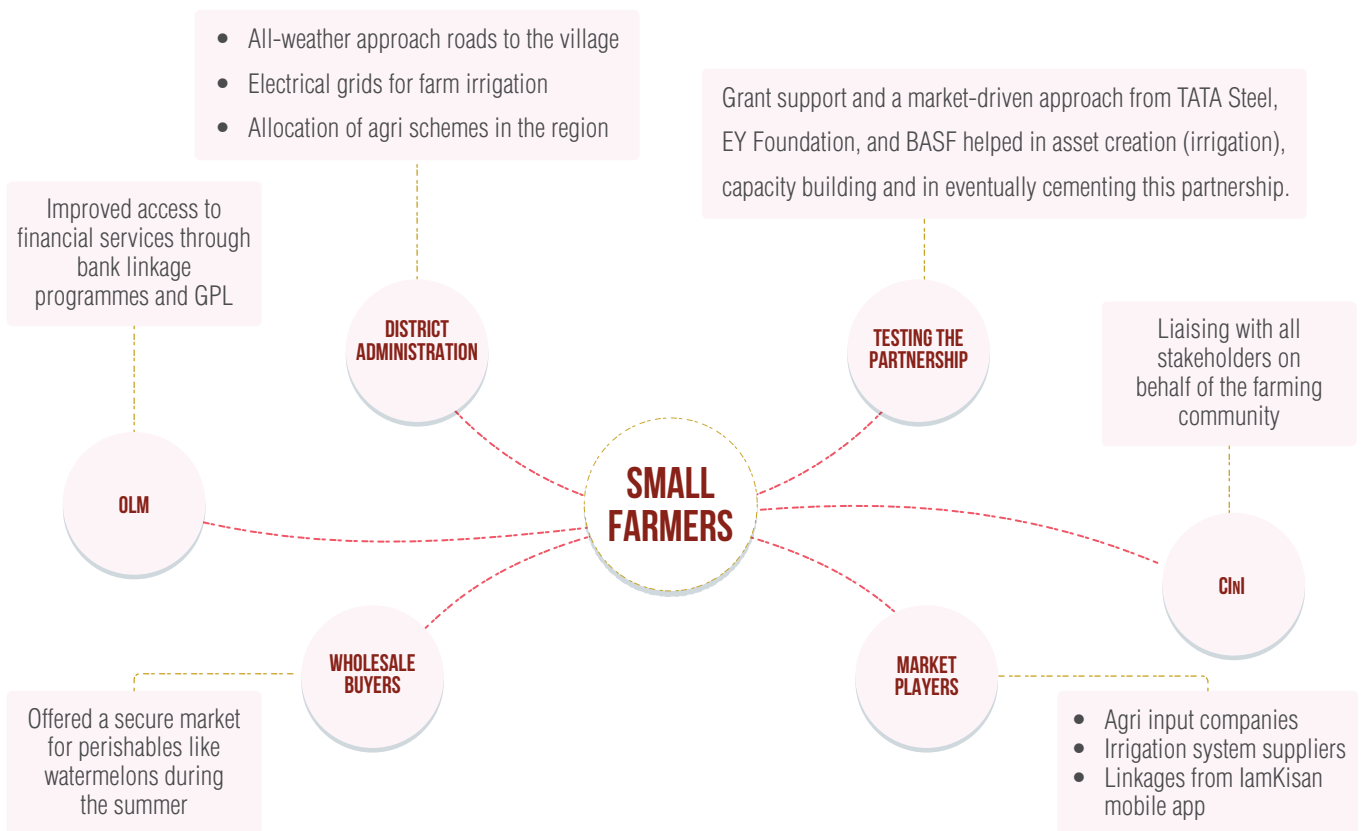 • All-weather approach roads to the village
• Electrical grids for farm irrigation
• Allocation of agri schemes in the region
Grant support and a market-driven approach from TATA Steel,
EY Foundation, and BASF helped in asset creation (irrigation),
capacity building and in eventually cementing this partnership.
Improved access to
financial services through
bank linkage
programmes and GPL
DISTRICT
ADMINISTRATION
TESTING THE
PARTNERSHIP
Liaising with all
stakeholders on
behalf of the farming
community
SMALL
FARMERS
OLM
CInI
WHOLESALE
BUYERS
MARKET
PLAYERS
Offered a secure market
for perishables like
watermelons during
the summer
• Agri input companies
• Irrigation system suppliers
• Linkages from IamKisan
mobile app